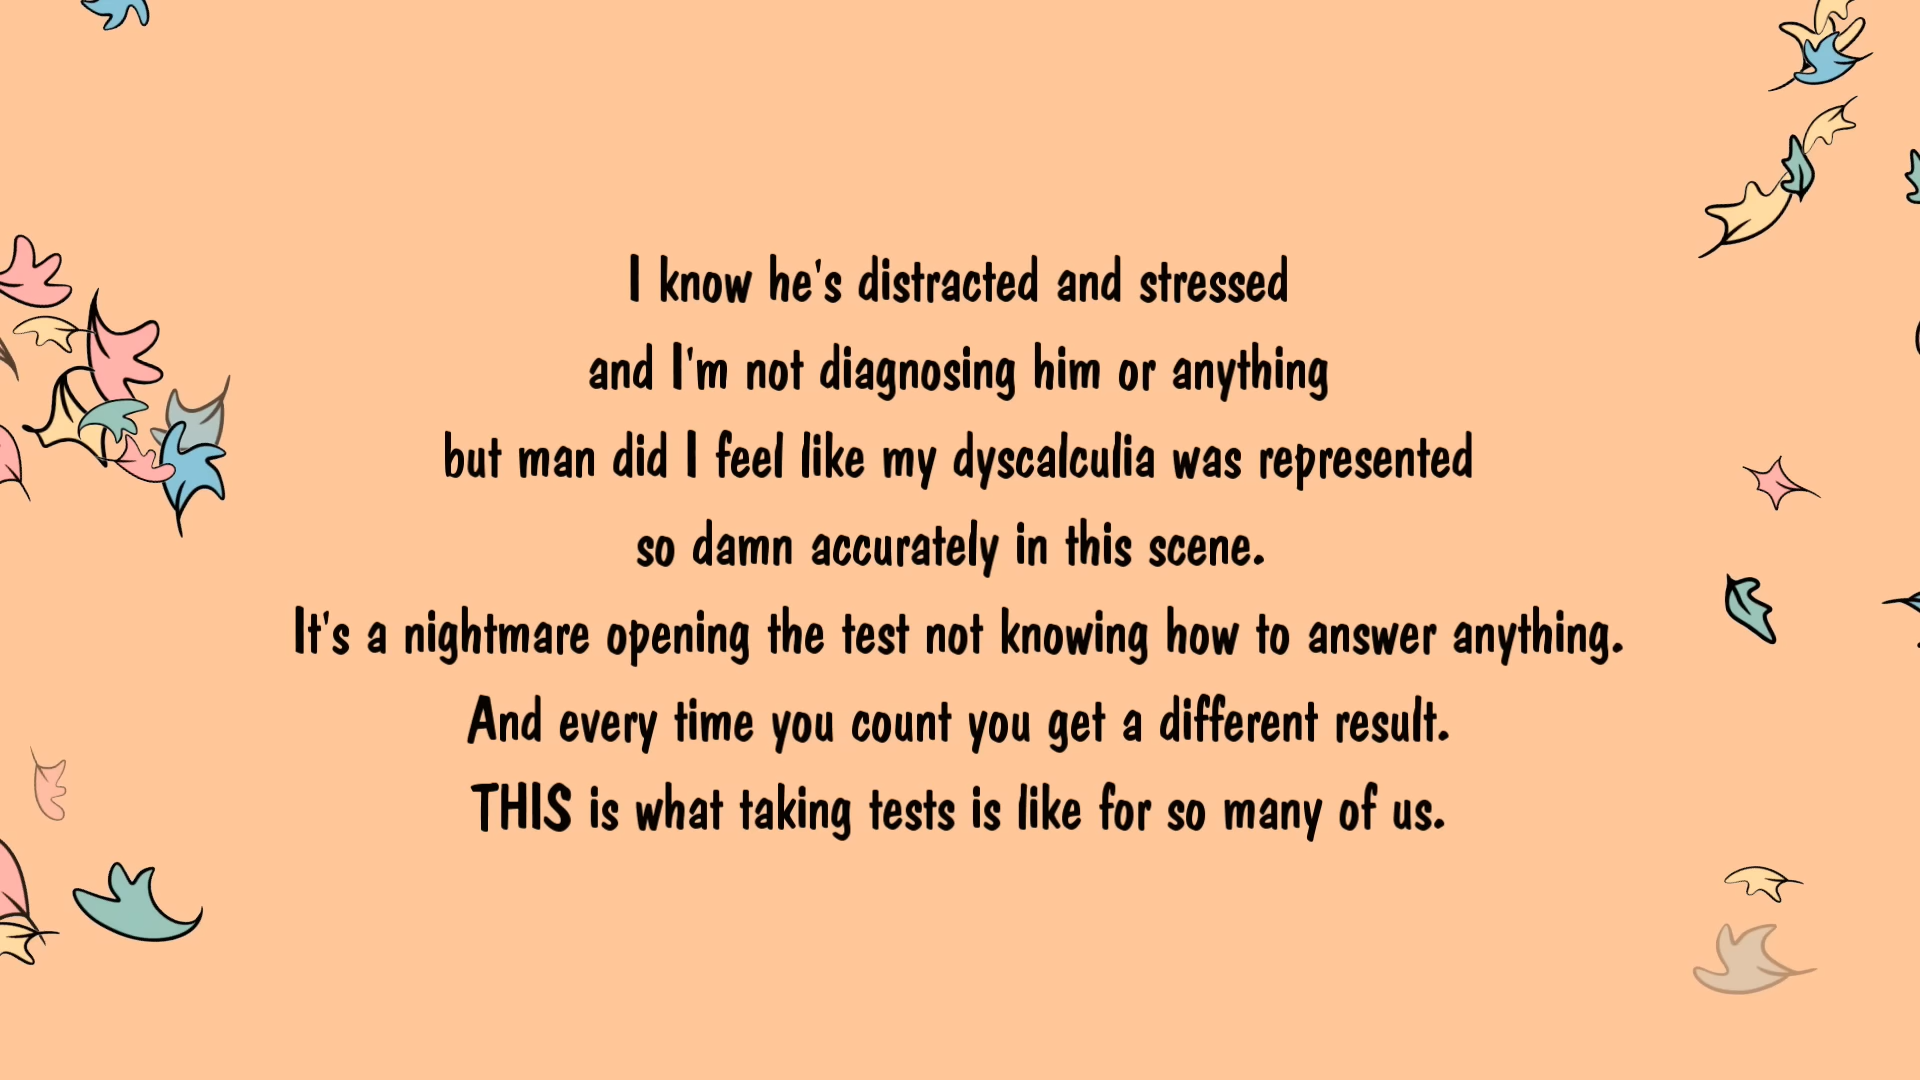 I know he's distracted and stressed
and I'm not diagnosing him or anything
but man did I feel like my dyscalculia was represented
so damn accurately in this scene.
It's a nightmare opening the test not knowing how to answer anything.
And every time you count you get a different result.
THIS is what taking tests is like for so many of us.